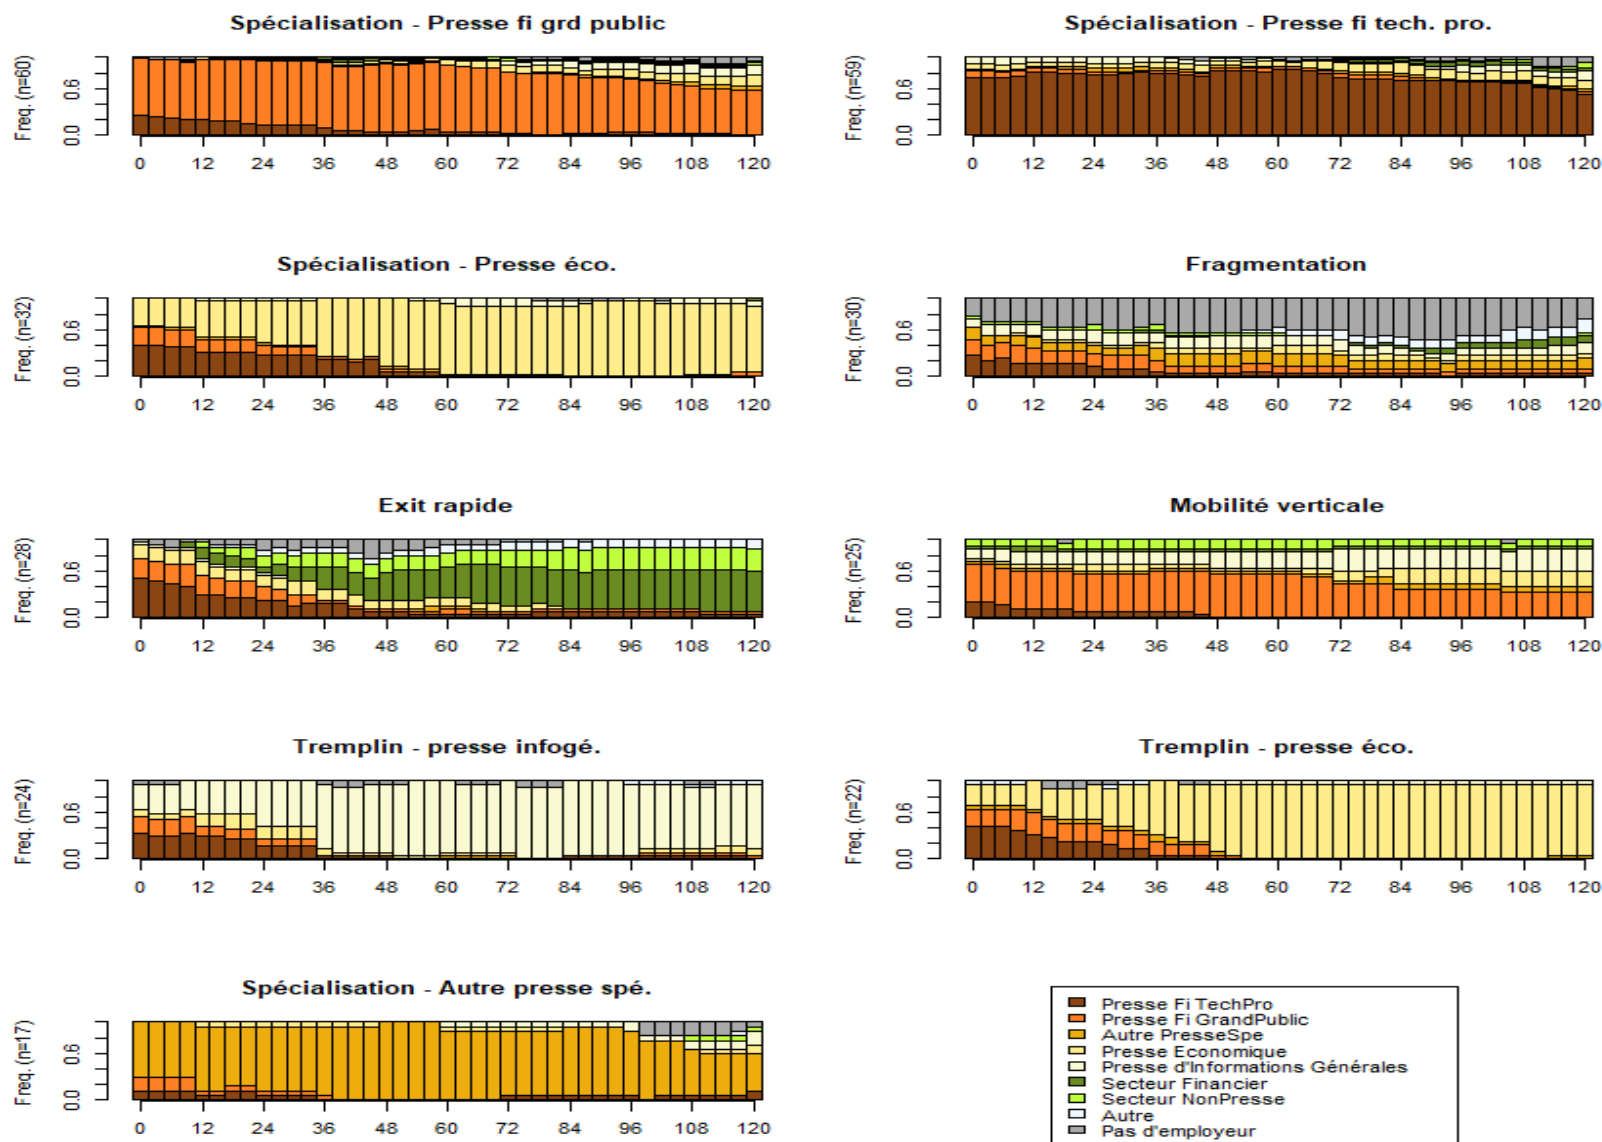 Spécialisation - Presse fi grd public
Freq. (n=60)
0.0 0.6
0 12 24 36 48 60 72 84 96 108 120
Spécialisation - Presse fi tech. pro.
Freq. (n=59)
0.0 0.6
0 12 24 36 48 60 72 84 96 108 120
Spécialisation - Presse éco.
Freq. (n=32)
0.0 0.6
0 12 24 36 48 60 72 84 96 108 120
Fragmentation
Freq. (n=30)
0.0 0.6
0 12 24 36 48 60 72 84 96 108 120
Exit rapide
Freq. (n=28)
0.0 0.6
0 12 24 36 48 60 72 84 96 108 120
Mobilité verticale
Freq. (n=25)
0.0 0.6
0 12 24 36 48 60 72 84 96 108 120
Tremplin - presse infogé.
Freq. (n=24)
0.0 0.6
0 12 24 36 48 60 72 84 96 108 120
Tremplin - presse éco.
Freq. (n=22)
0.0 0.6
0 12 24 36 48 60 72 84 96 108 120
Spécialisation - Autre presse spé.
Freq. (n=17)
0.0 0.6
0 12 24 36 48 60 72 84 96 108 120
Presse Fi TechPro
Presse Fi GrandPublic
Autre PresseSpe
Presse Economique
Presse d'Informations Générales
Secteur Financier
Secteur NonPresse
Autre
Pas d'employeur